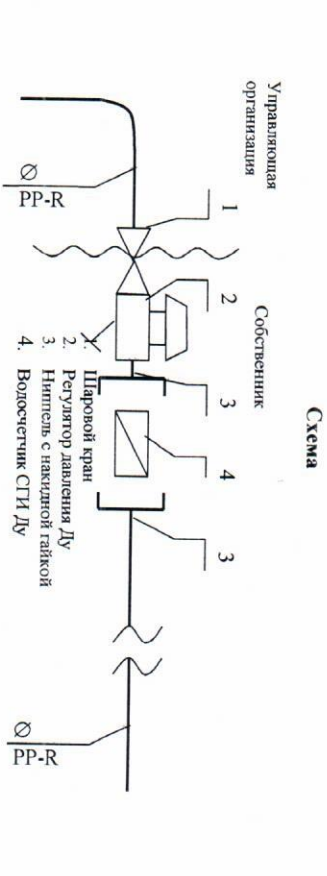 Схема
Управляющая
организация
Собственник
1
2
3
4
3
Ø
PP-R
Ø
PP-R
1. Шаровой кран
2. Регулятор давления Ду
3. Ниппель с накидной гайкой
4. Водосчетчик СГИ Ду